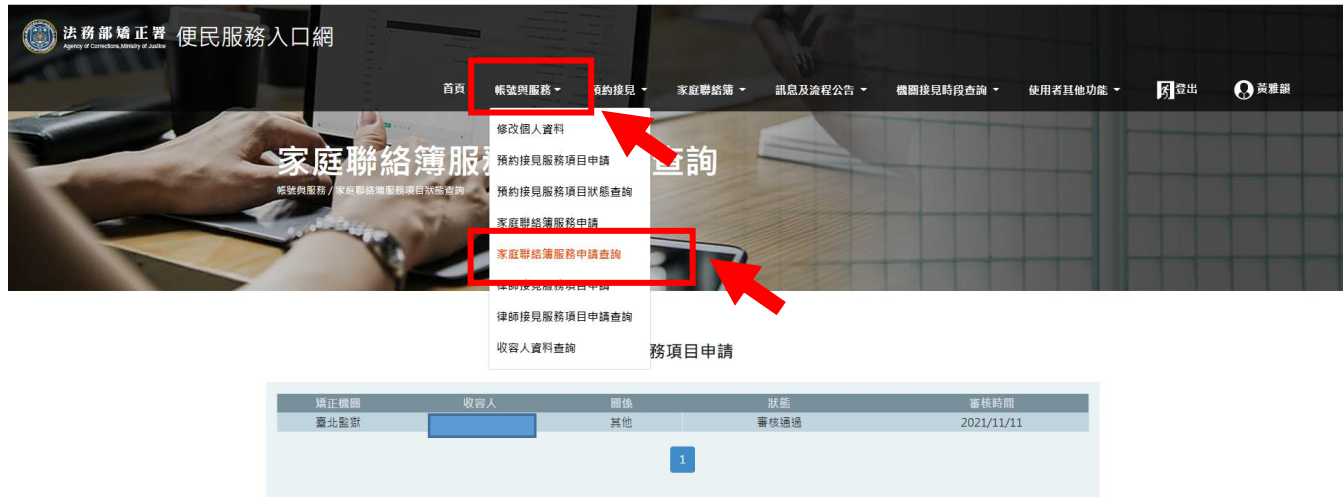 法務部矯正署 便民服務入口網
Agency of Corrections,Ministry of Justice
首頁 帳號與服務 預約接見 家庭聯絡簿 訊息及流程公告 機關接見時段查詢 使用者其他功能 登出 黃雅韻
修改個人資料
預約接見服務項目申請
家庭聯絡簿服 查詢
帳號與服務 / 家庭聯絡簿服務項目狀態查詢
預約接見服務項目狀態查詢
家庭聯絡簿服務申請
家庭聯絡簿服務申請查詢
律師接見服務項目申請
律師接見服務項目申請查詢
收容人資料查詢
務項目申請
矯正機關 收容人 關係 狀態 審核時間
臺北監獄 其他 審核通過 2021/11/11
1